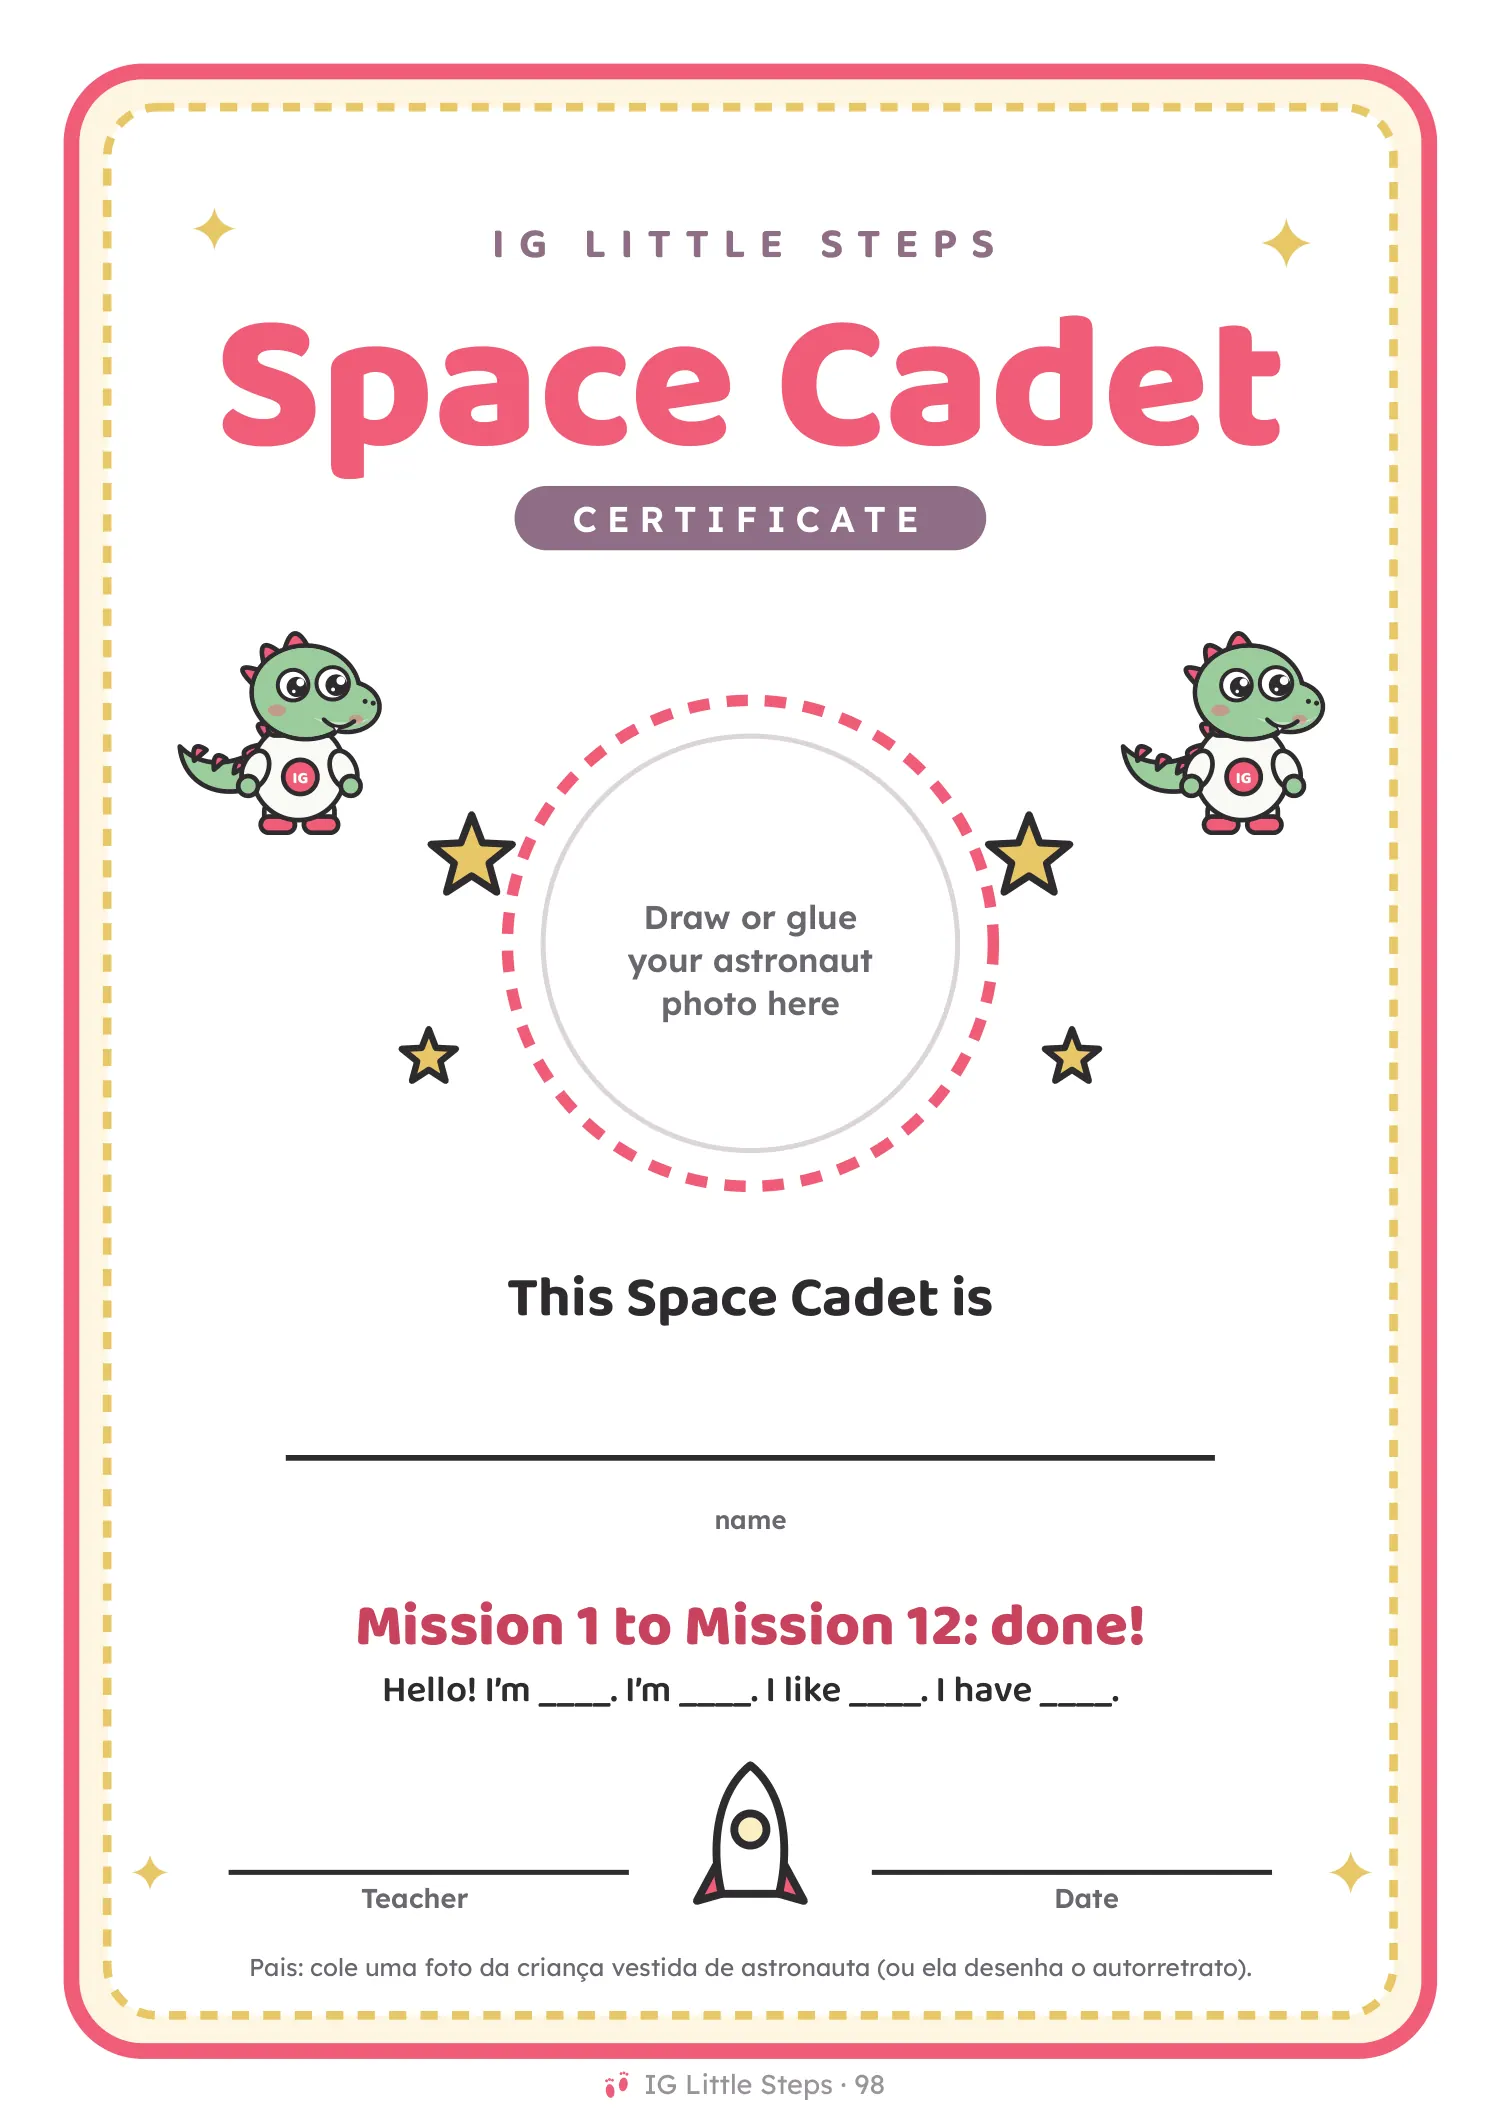 IG LITTLE STEPS
Space Cadet
CERTIFICATE
IG
IG
Draw or glue
your astronaut
photo here
This Space Cadet is
name
Mission 1 to Mission 12: done!
Hello! I'm ____. I'm ____. I like ____. I have ____.
Teacher
Date
Pais: cole uma foto da criança vestida de astronauta (ou ela desenha o autorretrato).
IG Little Steps · 98